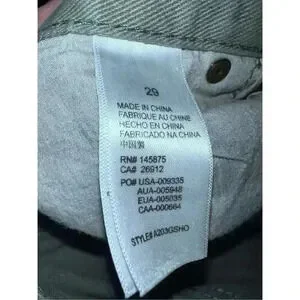 29
MADE IN CHINA
FABRIQUE AU CHINE
HECHO EN CHINA
FABRICADO NA CHINA
中国製
RN# 145875
CA# 26912
PO# USA-009335
AUA-005948
EUA-005035
CAA-000664
STYLE# A203GSHO